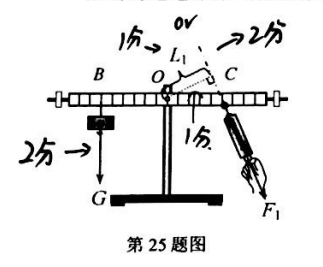 or
1分 → → 2分
L₁
B O C
1分
2分 →
G
F₁
第25题图